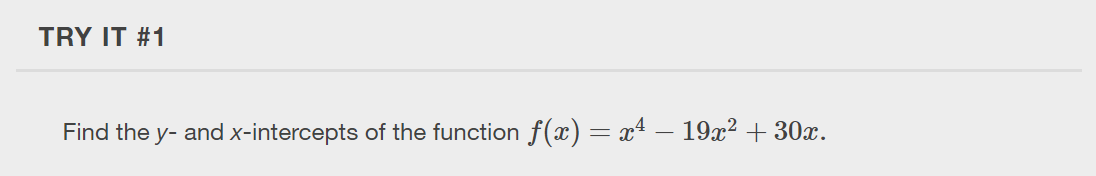 TRY IT #1
Find the y- and x-intercepts of the function f(x) = x⁴ − 19x² + 30x.